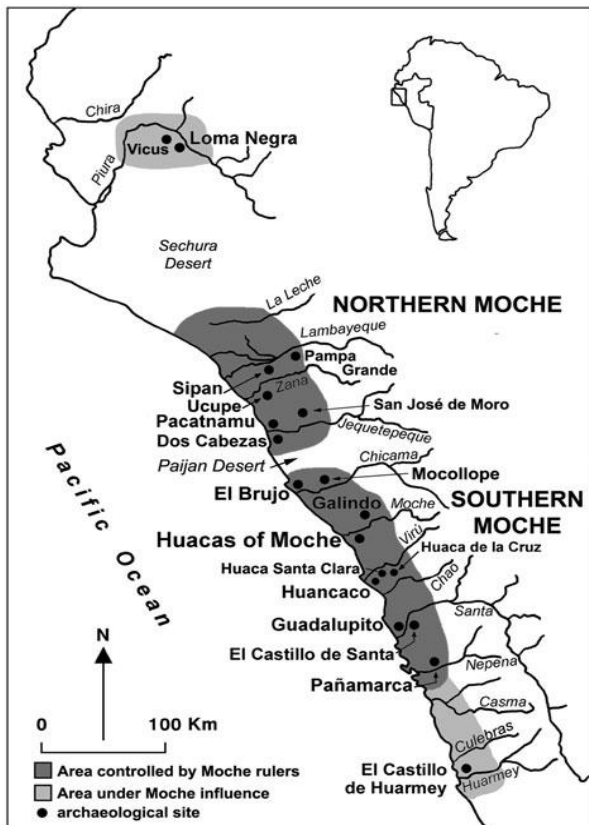 Chira
Piura
Vicus
Loma Negra
Sechura
Desert
La Leche
NORTHERN MOCHE
Lambayeque
Pampa
Grande
Sipan
Zana
Ucupe
San José de Moro
Pacatnamu
Jequetepeque
Dos Cabezas
Chicama
Paijan Desert
Mocollope
El Brujo
SOUTHERN
MOCHE
Galindo
Moche
Pacific Ocean
Huacas of Moche
Virú
Huaca de la Cruz
Huaca Santa Clara
Chao
Huancaco
Santa
Guadalupito
El Castillo de Santa
Nepena
Pañamarca
N
Casma
0 100 Km
Culebras
El Castillo
de Huarmey
Huarmey
Area controlled by Moche rulers
Area under Moche influence
archaeological site